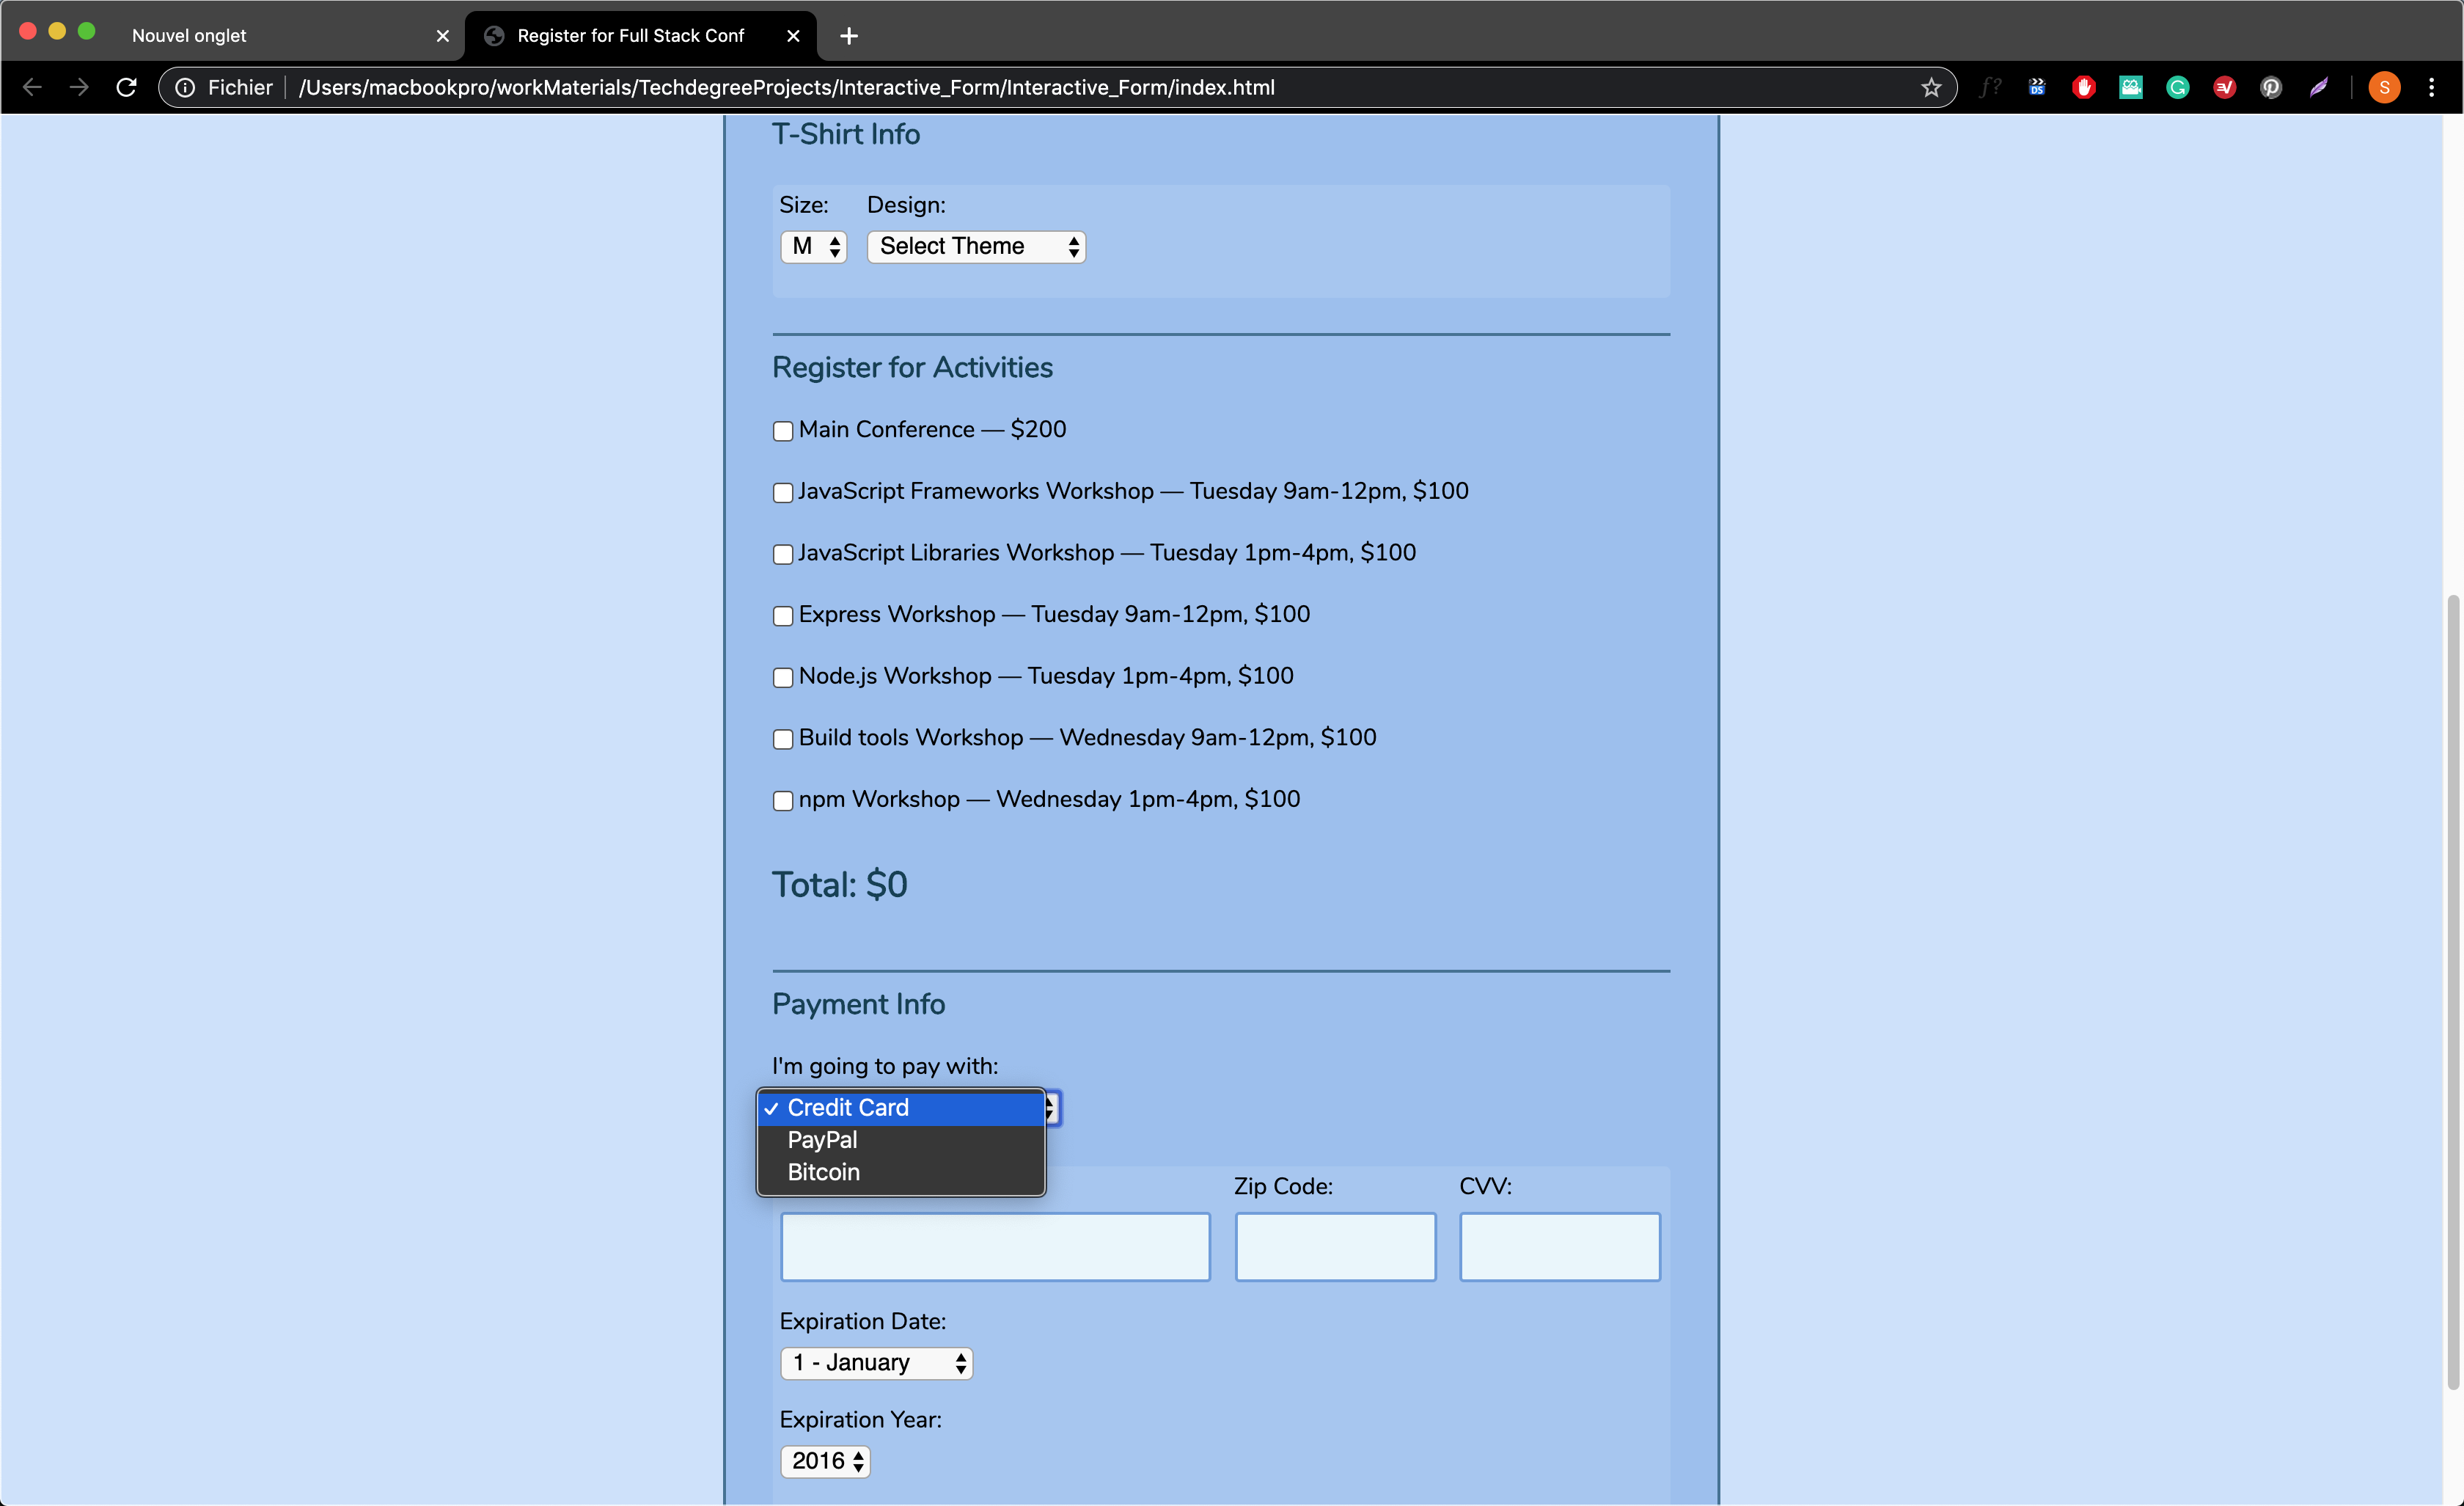 Nouvel onglet
Register for Full Stack Conf
Fichier
/Users/macbookpro/workMaterials/TechdegreeProjects/Interactive_Form/Interactive_Form/index.html
f?
DS
S
T-Shirt Info
Size: Design:
M Select Theme
Register for Activities
Main Conference — $200
JavaScript Frameworks Workshop — Tuesday 9am-12pm, $100
JavaScript Libraries Workshop — Tuesday 1pm-4pm, $100
Express Workshop — Tuesday 9am-12pm, $100
Node.js Workshop — Tuesday 1pm-4pm, $100
Build tools Workshop — Wednesday 9am-12pm, $100
npm Workshop — Wednesday 1pm-4pm, $100
Total: $0
Payment Info
I'm going to pay with:
Credit Card
PayPal
Bitcoin
Zip Code: CVV:
Expiration Date:
1 - January
Expiration Year:
2016